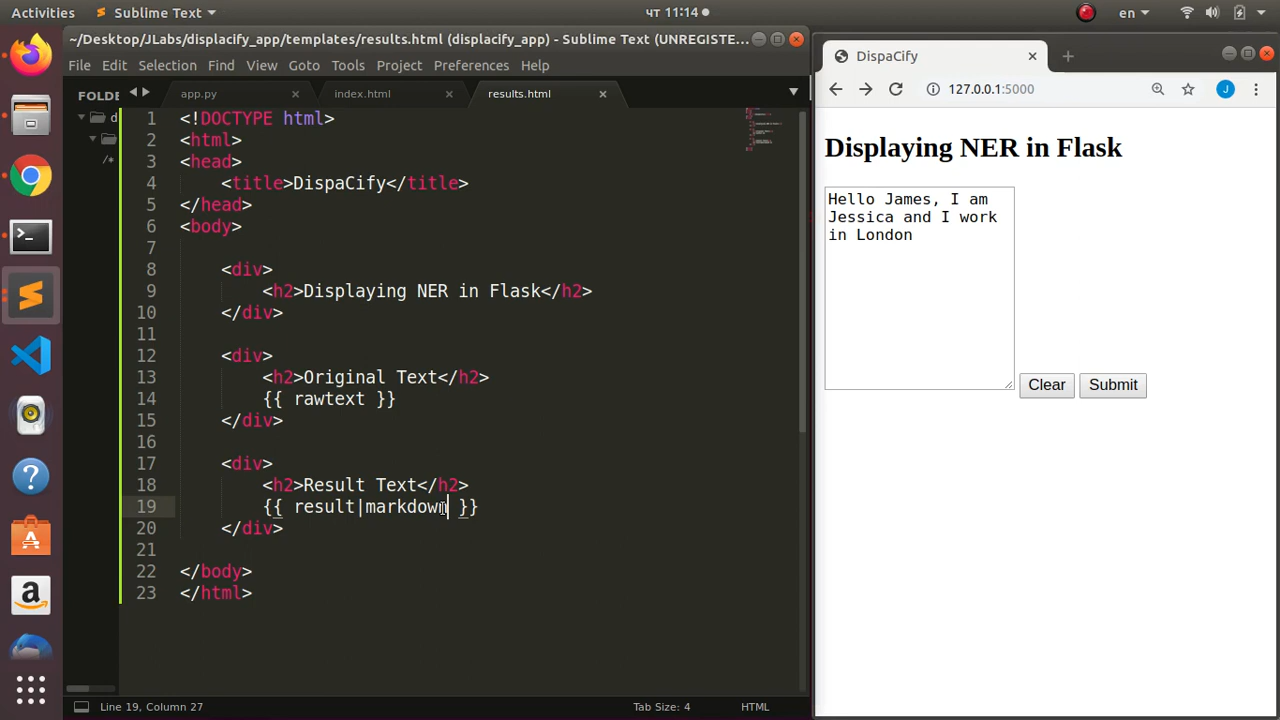 Activities
Sublime Text
чт 11:14
en
~/Desktop/JLabs/displacify_app/templates/results.html (displacify_app) - Sublime Text (UNREGISTE...
File Edit Selection Find View Goto Tools Project Preferences Help
FOLDE
d
/*
app.py
index.html
results.html
1 <!DOCTYPE html>
2 <html>
3 <head>
4 <title>DispaCify</title>
5 </head>
6 <body>
7
8 <div>
9 <h2>Displaying NER in Flask</h2>
10 </div>
11
12 <div>
13 <h2>Original Text</h2>
14 {{ rawtext }}
15 </div>
16
17 <div>
18 <h2>Result Text</h2>
19 {{ result|markdown }}
20 </div>
21
22 </body>
23 </html>
Line 19, Column 27
Tab Size: 4
HTML
DispaCify
127.0.0.1:5000
J
Displaying NER in Flask
Hello James, I am
Jessica and I work
in London
Clear
Submit